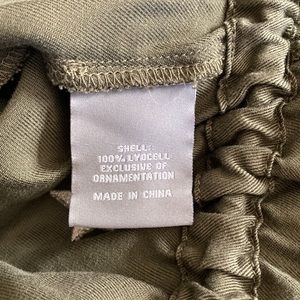 SHELL:
100% LYOCELL
EXCLUSIVE OF
ORNAMENTATION
MADE IN CHINA